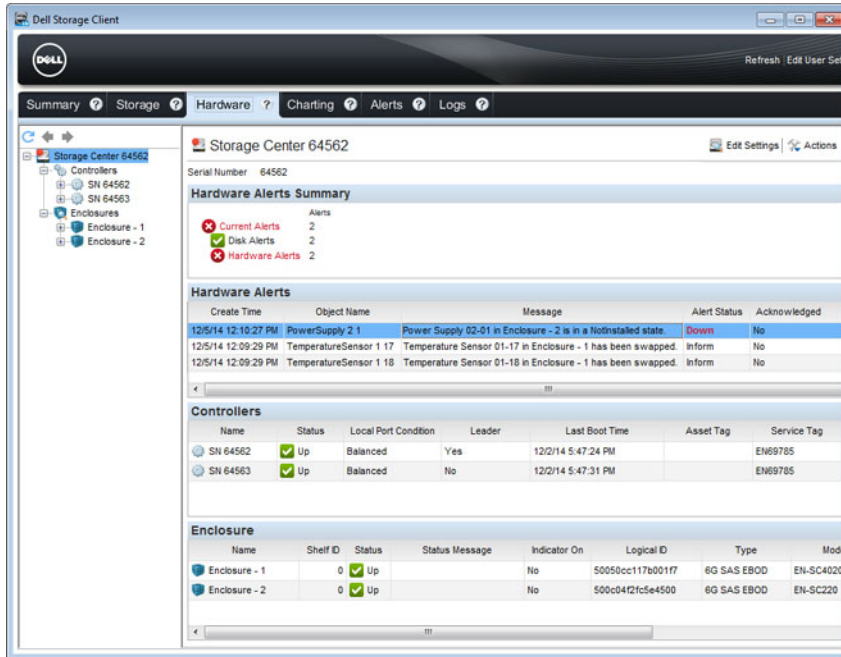 Dell Storage Client
DELL
Refresh Edit User Set
Summary ? Storage ? Hardware ? Charting ? Alerts ? Logs ?
Storage Center 64562
Controllers
SN 64562
SN 64563
Enclosures
Enclosure - 1
Enclosure - 2
Storage Center 64562
Edit Settings Actions
Serial Number 64562
Hardware Alerts Summary
Alerts
Current Alerts 2
Disk Alerts 2
Hardware Alerts 2
Hardware Alerts
Create Time Object Name Message Alert Status Acknowledged
12/5/14 12:10:27 PM PowerSupply 2 1 Power Supply 02-01 in Enclosure - 2 is in a NotInstalled state. Down No
12/5/14 12:09:29 PM TemperatureSensor 1 17 Temperature Sensor 01-17 in Enclosure - 1 has been swapped. Inform No
12/5/14 12:09:29 PM TemperatureSensor 1 18 Temperature Sensor 01-18 in Enclosure - 1 has been swapped. Inform No
Controllers
Name Status Local Port Condition Leader Last Boot Time Asset Tag Service Tag
SN 64562 Up Balanced Yes 12/2/14 5:47:24 PM EN69785
SN 64563 Up Balanced No 12/2/14 5:47:31 PM EN69785
Enclosure
Name Shelf ID Status Status Message Indicator On Logical ID Type Mod
Enclosure - 1 0 Up No 50050cc117b001f7 6G SAS EBOD EN-SC4020
Enclosure - 2 0 Up No 500c04f2fc5e4500 6G SAS EBOD EN-SC220